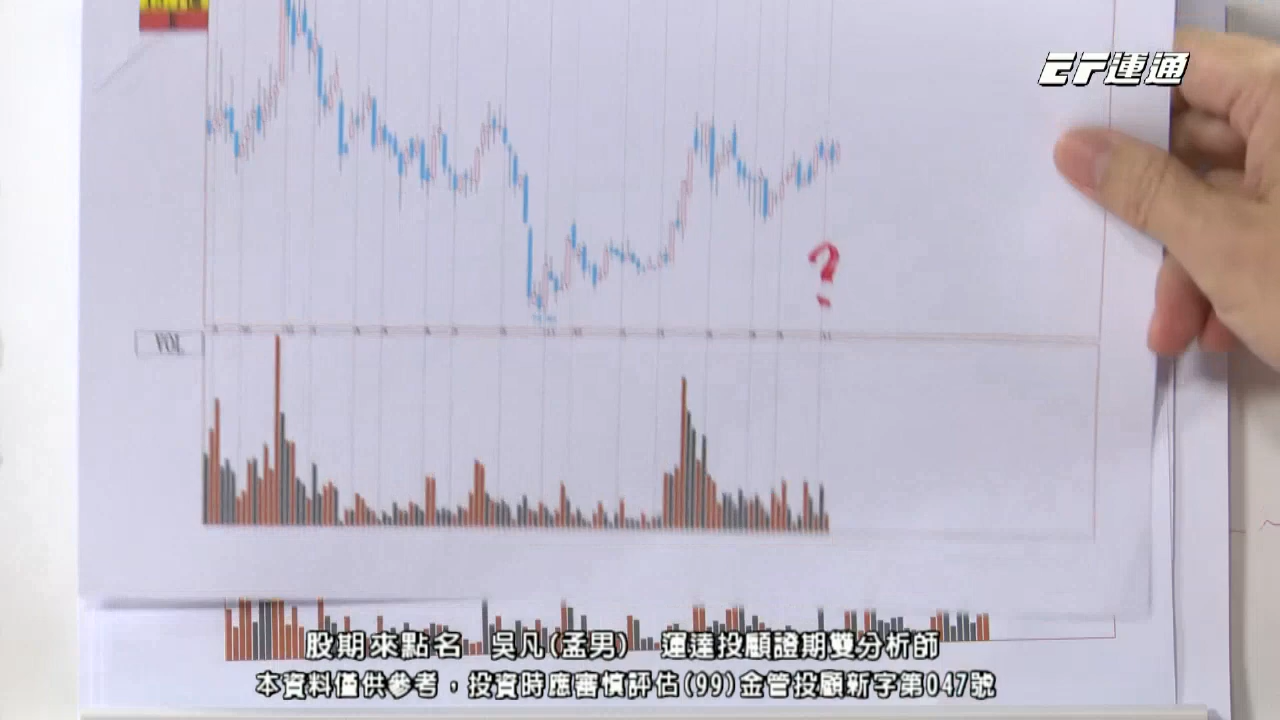 EF運通
?
VOL
股期來點名 吳凡(孟男) 運達投顧證期雙分析師
本資料僅供參考，投資時應審慎評估(99)金管投顧新字第047號